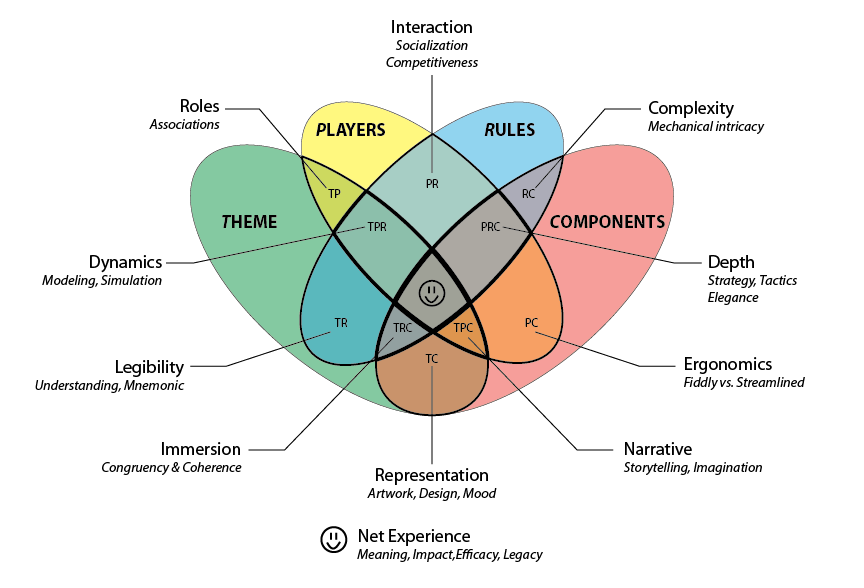 Interaction
Socialization
Competitiveness
Roles
Associations
Complexity
Mechanical intricacy
PLAYERS
RULES
THEME
COMPONENTS
TP
PR
RC
TPR
PRC
Dynamics
Modeling, Simulation
Depth
Strategy, Tactics
Elegance
TR
TRC
TPC
PC
TC
Legibility
Understanding, Mnemonic
Ergonomics
Fiddly vs. Streamlined
Immersion
Congruency & Coherence
Narrative
Storytelling, Imagination
Representation
Artwork, Design, Mood
Net Experience
Meaning, Impact,Efficacy, Legacy